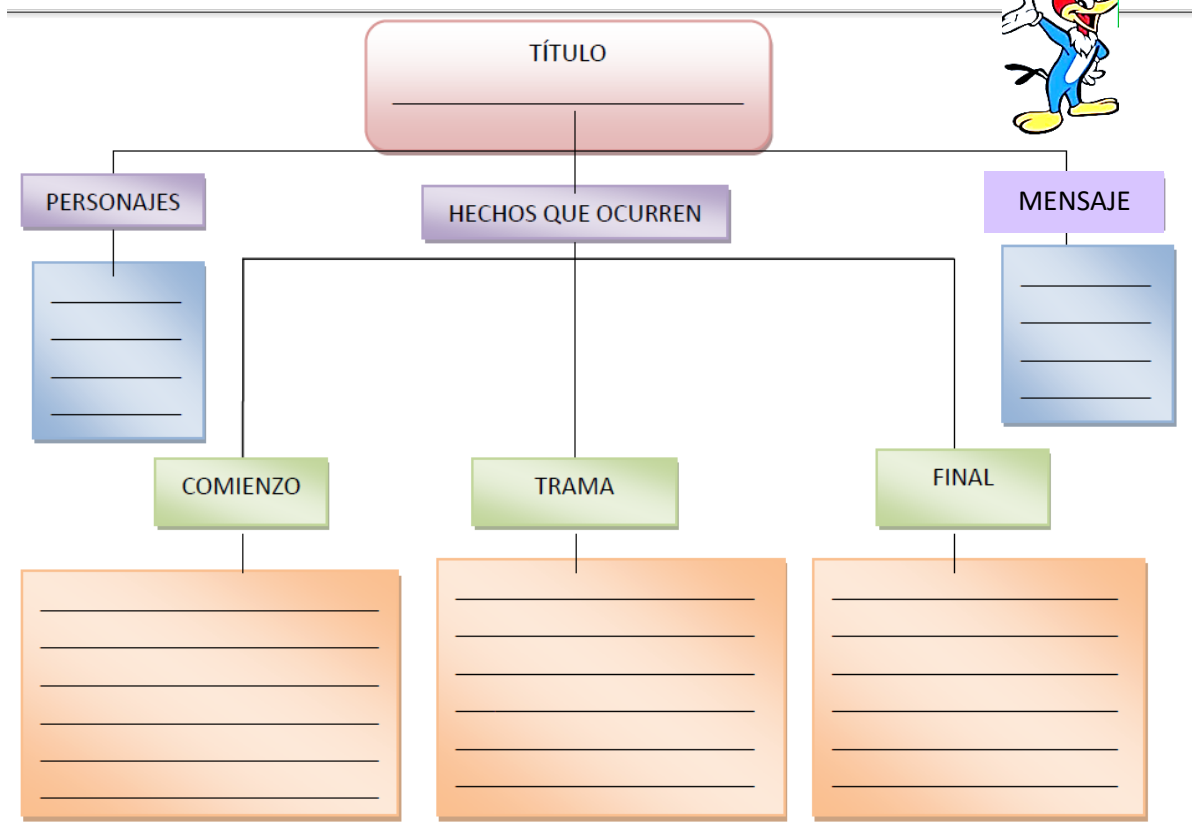 TÍTULO
PERSONAJES
HECHOS QUE OCURREN
MENSAJE
COMIENZO
TRAMA
FINAL